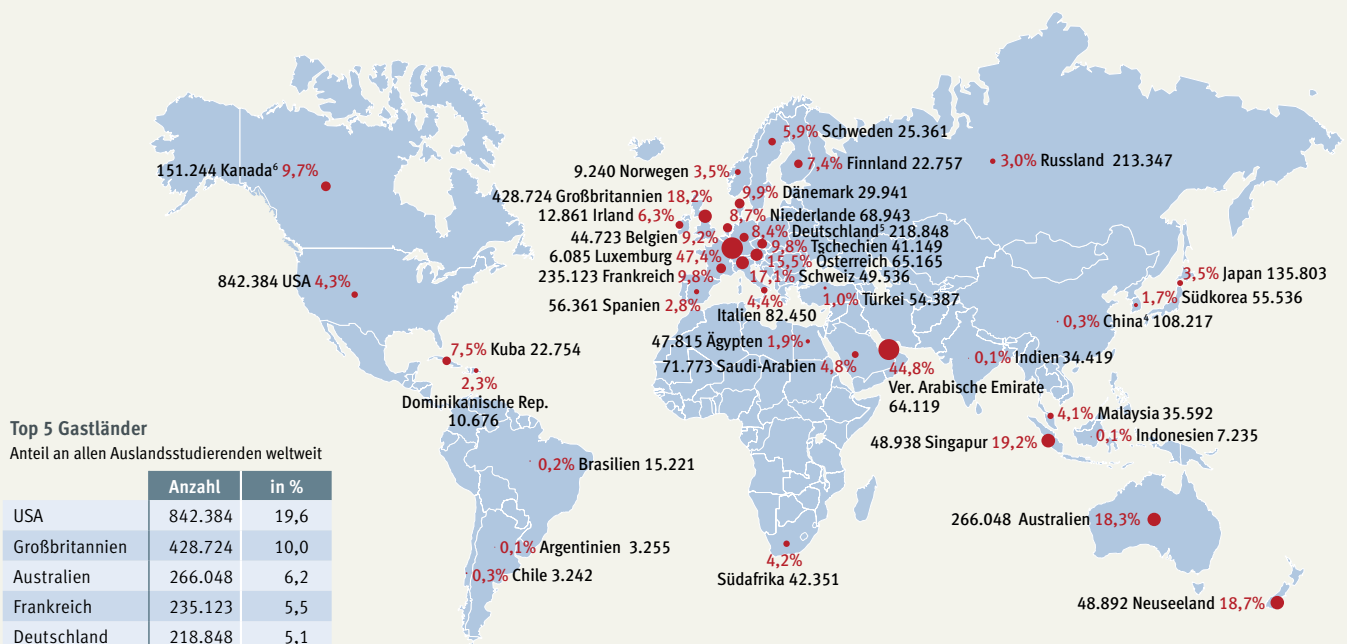 5,9% Schweden 25.361
151.244 Kanada⁶ 9,7%
9.240 Norwegen 3,5%
7,4% Finnland 22.757
3,0% Russland 213.347
428.724 Großbritannien 18,2%
9,9% Dänemark 29.941
12.861 Irland 6,3%
8,7% Niederlande 68.943
44.723 Belgien 9,2%
8,4% Deutschland⁵ 218.848
9,8% Tschechien 41.149
6.085 Luxemburg 47,4%
15,5% Österreich 65.165
235.123 Frankreich 9,8%
17,1% Schweiz 49.536
842.384 USA 4,3%
3,5% Japan 135.803
56.361 Spanien 2,8%
4,4%
Italien 82.450
1,0% Türkei 54.387
1,7% Südkorea 55.536
0,3% China⁴ 108.217
47.815 Ägypten 1,9%
7,5% Kuba 22.754
71.773 Saudi-Arabien 4,8%
44,8%
Ver. Arabische Emirate
64.119
0,1% Indien 34.419
2,3%
Dominikanische Rep.
10.676
4,1% Malaysia 35.592
48.938 Singapur 19,2%
0,1% Indonesien 7.235
0,2% Brasilien 15.221
266.048 Australien 18,3%
0,1% Argentinien 3.255
0,3% Chile 3.242
4,2%
Südafrika 42.351
48.892 Neuseeland 18,7%
Top 5 Gastländer
Anteil an allen Auslandsstudierenden weltweit
Anzahl in %
USA 842.384 19,6
Großbritannien 428.724 10,0
Australien 266.048 6,2
Frankreich 235.123 5,5
Deutschland 218.848 5,1